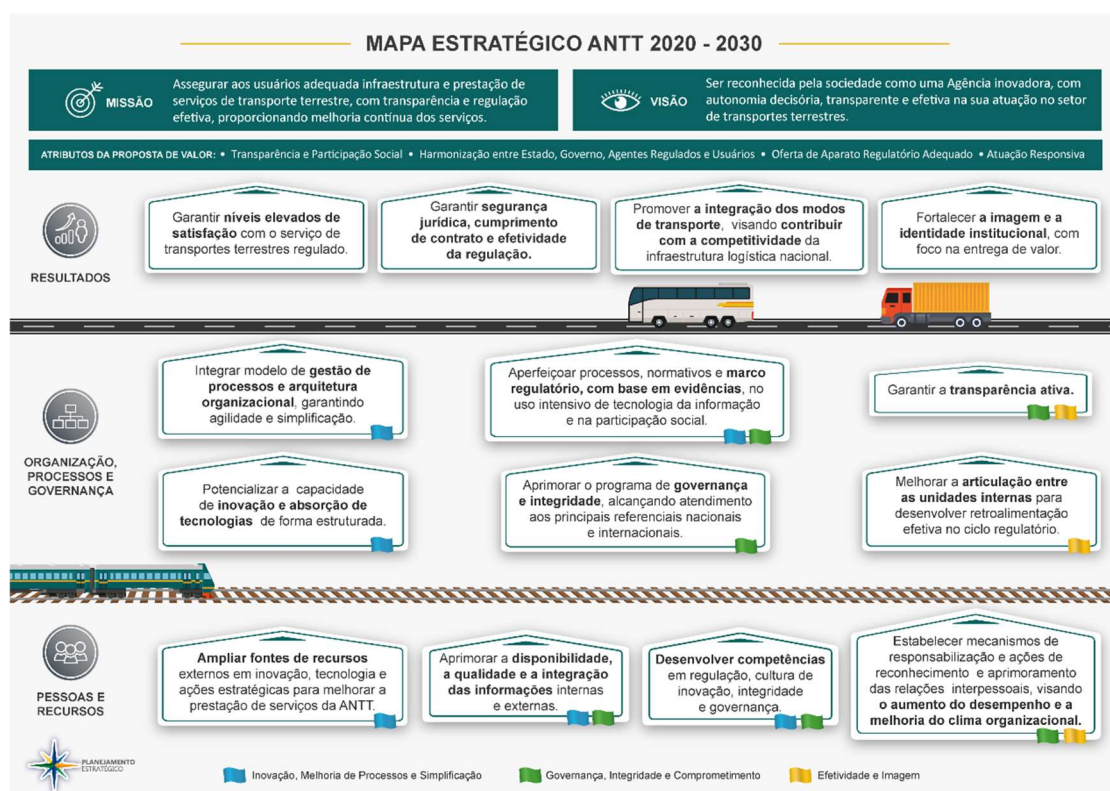 MAPA ESTRATÉGICO ANTT 2020 - 2030
MISSÃO
Assegurar aos usuários adequada infraestrutura e prestação de
serviços de transporte terrestre, com transparência e regulação
efetiva, proporcionando melhoria contínua dos serviços.
VISÃO
Ser reconhecida pela sociedade como uma Agência inovadora, com
autonomia decisória, transparente e efetiva na sua atuação no setor
de transportes terrestres.
ATRIBUTOS DA PROPOSTA DE VALOR: • Transparência e Participação Social • Harmonização entre Estado, Governo, Agentes Regulados e Usuários • Oferta de Aparato Regulatório Adequado • Atuação Responsiva
RESULTADOS
Garantir níveis elevados de
satisfação com o serviço de
transportes terrestres regulado.
Garantir segurança
jurídica, cumprimento
de contrato e efetividade
da regulação.
Promover a integração dos modos
de transporte, visando contribuir
com a competitividade da
infraestrutura logística nacional.
Fortalecer a imagem e a
identidade institucional, com
foco na entrega de valor.
ORGANIZAÇÃO,
PROCESSOS E
GOVERNANÇA
Integrar modelo de gestão de
processos e arquitetura
organizacional, garantindo
agilidade e simplificação.
Aperfeiçoar processos, normativos e marco
regulatório, com base em evidências, no
uso intensivo de tecnologia da informação
e na participação social.
Garantir a transparência ativa.
Potencializar a capacidade
de inovação e absorção de
tecnologias de forma estruturada.
Aprimorar o programa de governança
e integridade, alcançando atendimento
aos principais referenciais nacionais
e internacionais.
Melhorar a articulação entre
as unidades internas para
desenvolver retroalimentação
efetiva no ciclo regulatório.
PESSOAS E
RECURSOS
Ampliar fontes de recursos
externos em inovação, tecnologia e
ações estratégicas para melhorar a
prestação de serviços da ANTT.
Aprimorar a disponibilidade,
a qualidade e a integração
das informações internas
e externas.
Desenvolver competências
em regulação, cultura de
inovação, integridade
e governança.
Estabelecer mecanismos de
responsabilização e ações de
reconhecimento e aprimoramento
das relações interpessoais, visando
o aumento do desempenho e a
melhoria do clima organizacional.
PLANEJAMENTO
ESTRATÉGICO
Inovação, Melhoria de Processos e Simplificação
Governança, Integridade e Comprometimento
Efetividade e Imagem